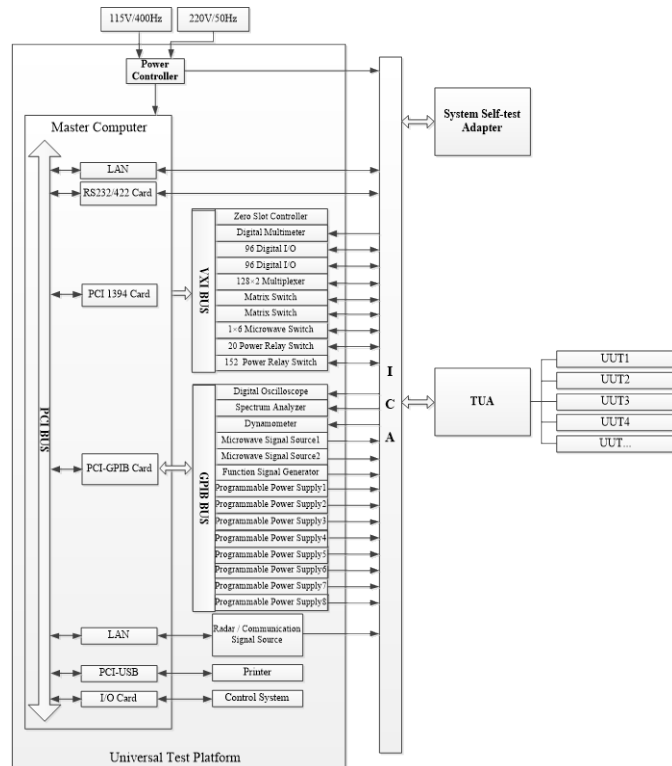 115V/400Hz
220V/50Hz
Power
Controller
Master Computer
LAN
RS232/422 Card
PCI 1394 Card
PCI BUS
PCI-GPIB Card
LAN
PCI-USB
I/O Card
VXI BUS
Zero Slot Controller
Digital Multimeter
96 Digital I/O
96 Digital I/O
128×2 Multiplexer
Matrix Switch
Matrix Switch
1×6 Microwave Switch
20 Power Relay Switch
152 Power Relay Switch
GPIB BUS
Digital Oscilloscope
Spectrum Analyzer
Dynamometer
Microwave Signal Source1
Microwave Signal Source2
Function Signal Generator
Programmable Power Supply1
Programmable Power Supply2
Programmable Power Supply3
Programmable Power Supply4
Programmable Power Supply5
Programmable Power Supply6
Programmable Power Supply7
Programmable Power Supply8
Radar / Communication
Signal Source
Printer
Control System
Universal Test Platform
I
C
A
System Self-test
Adapter
TUA
UUT1
UUT2
UUT3
UUT4
UUT...